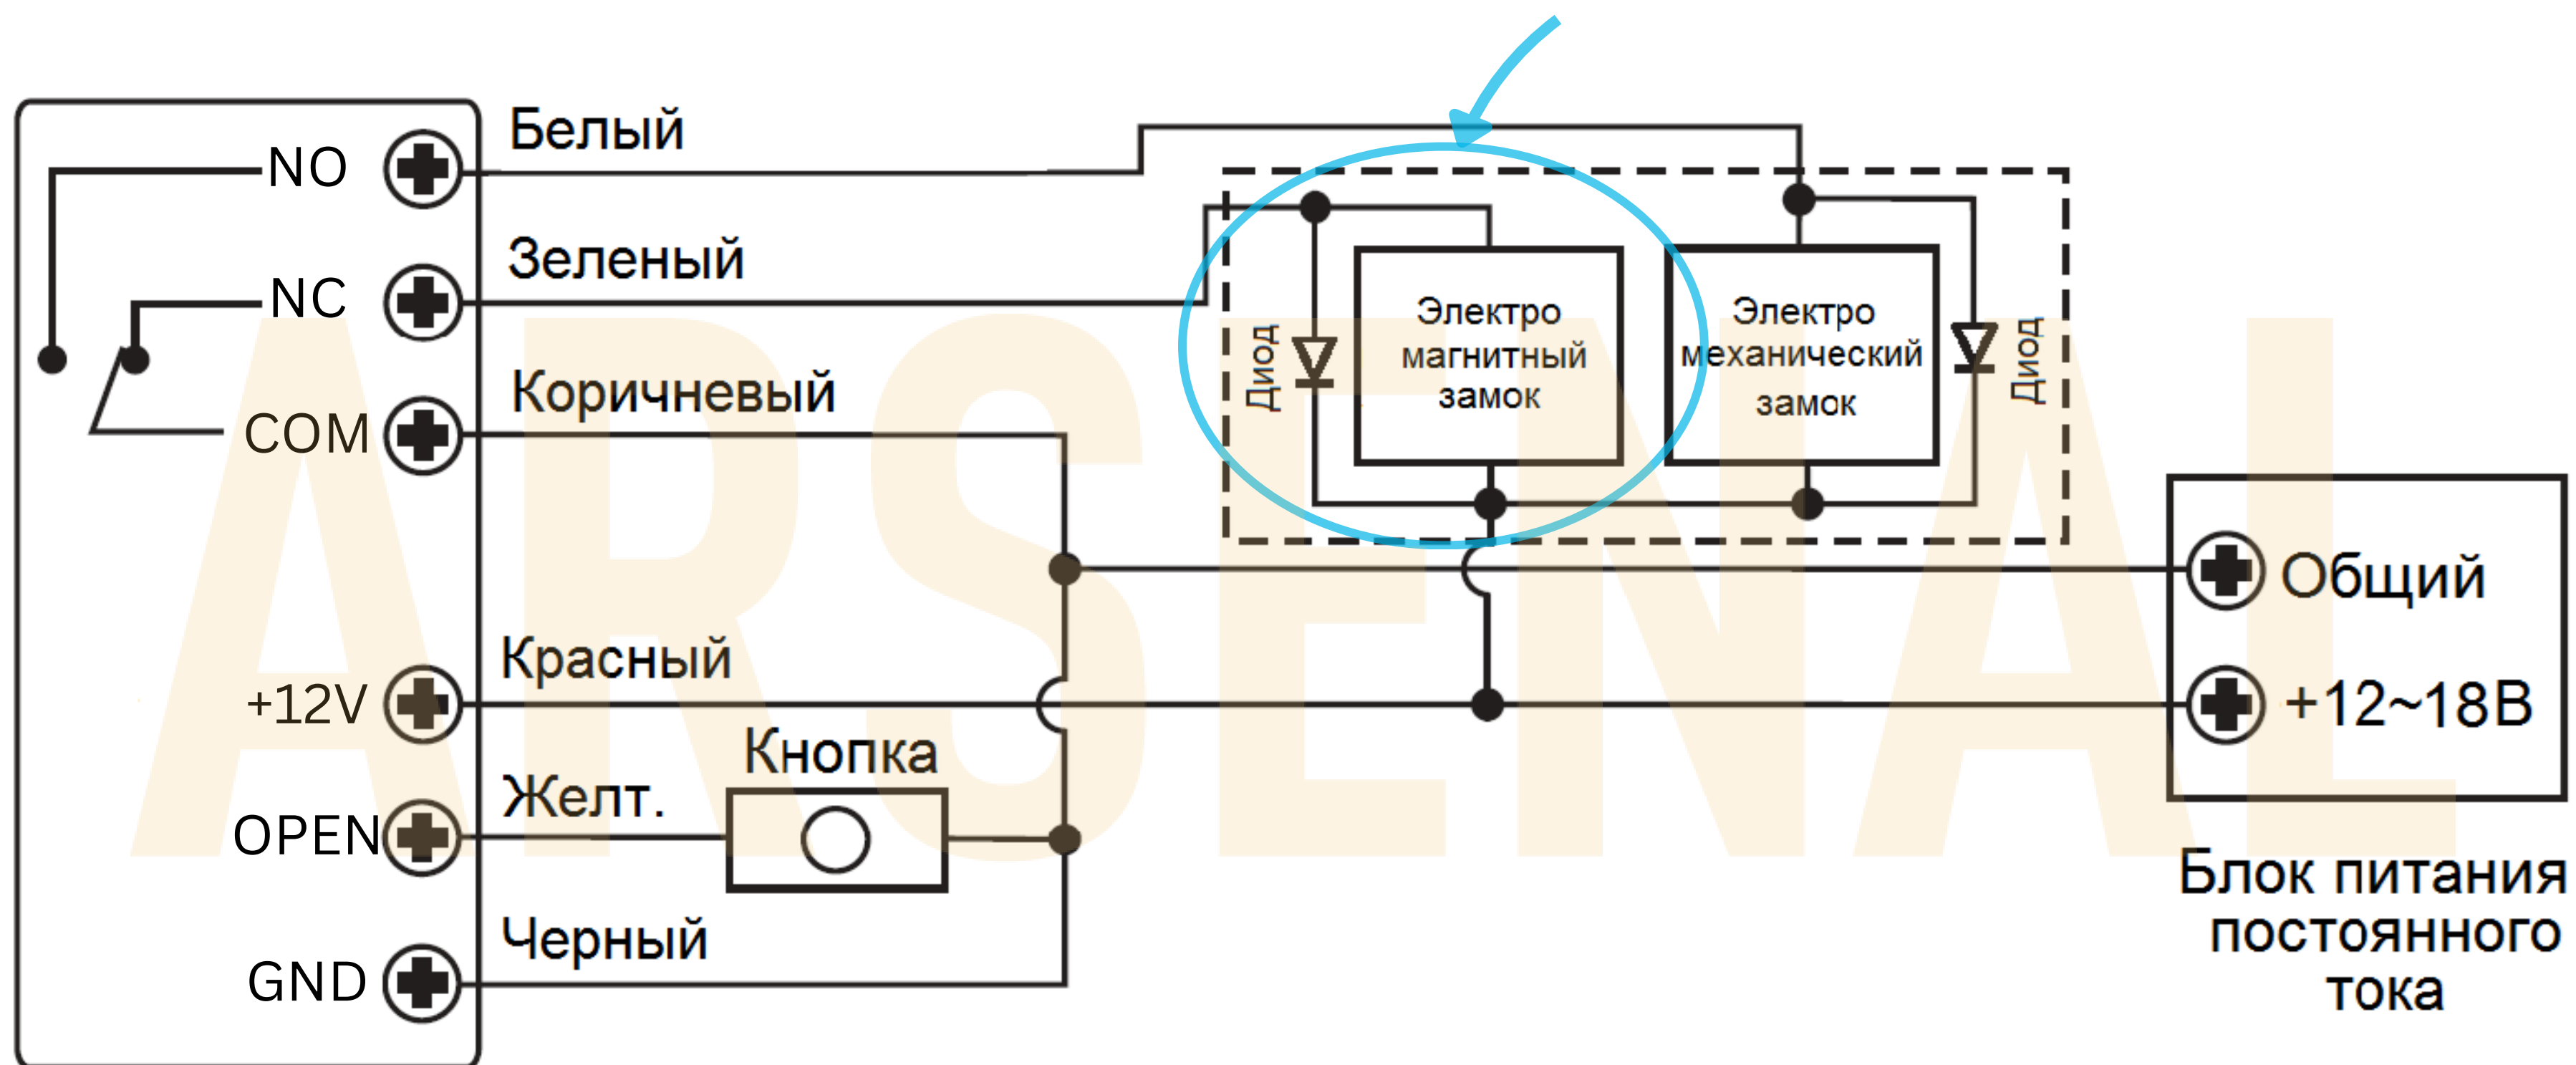 NO
Белый
NC
Зеленый
COM
Коричневый
Диод
Электро
магнитный
замок
Электро
механический
замок
Диод
Общий
+12V
Красный
+12~18В
OPEN
Желт.
Кнопка
GND
Черный
Блок питания
постоянного
тока
ARSENAL